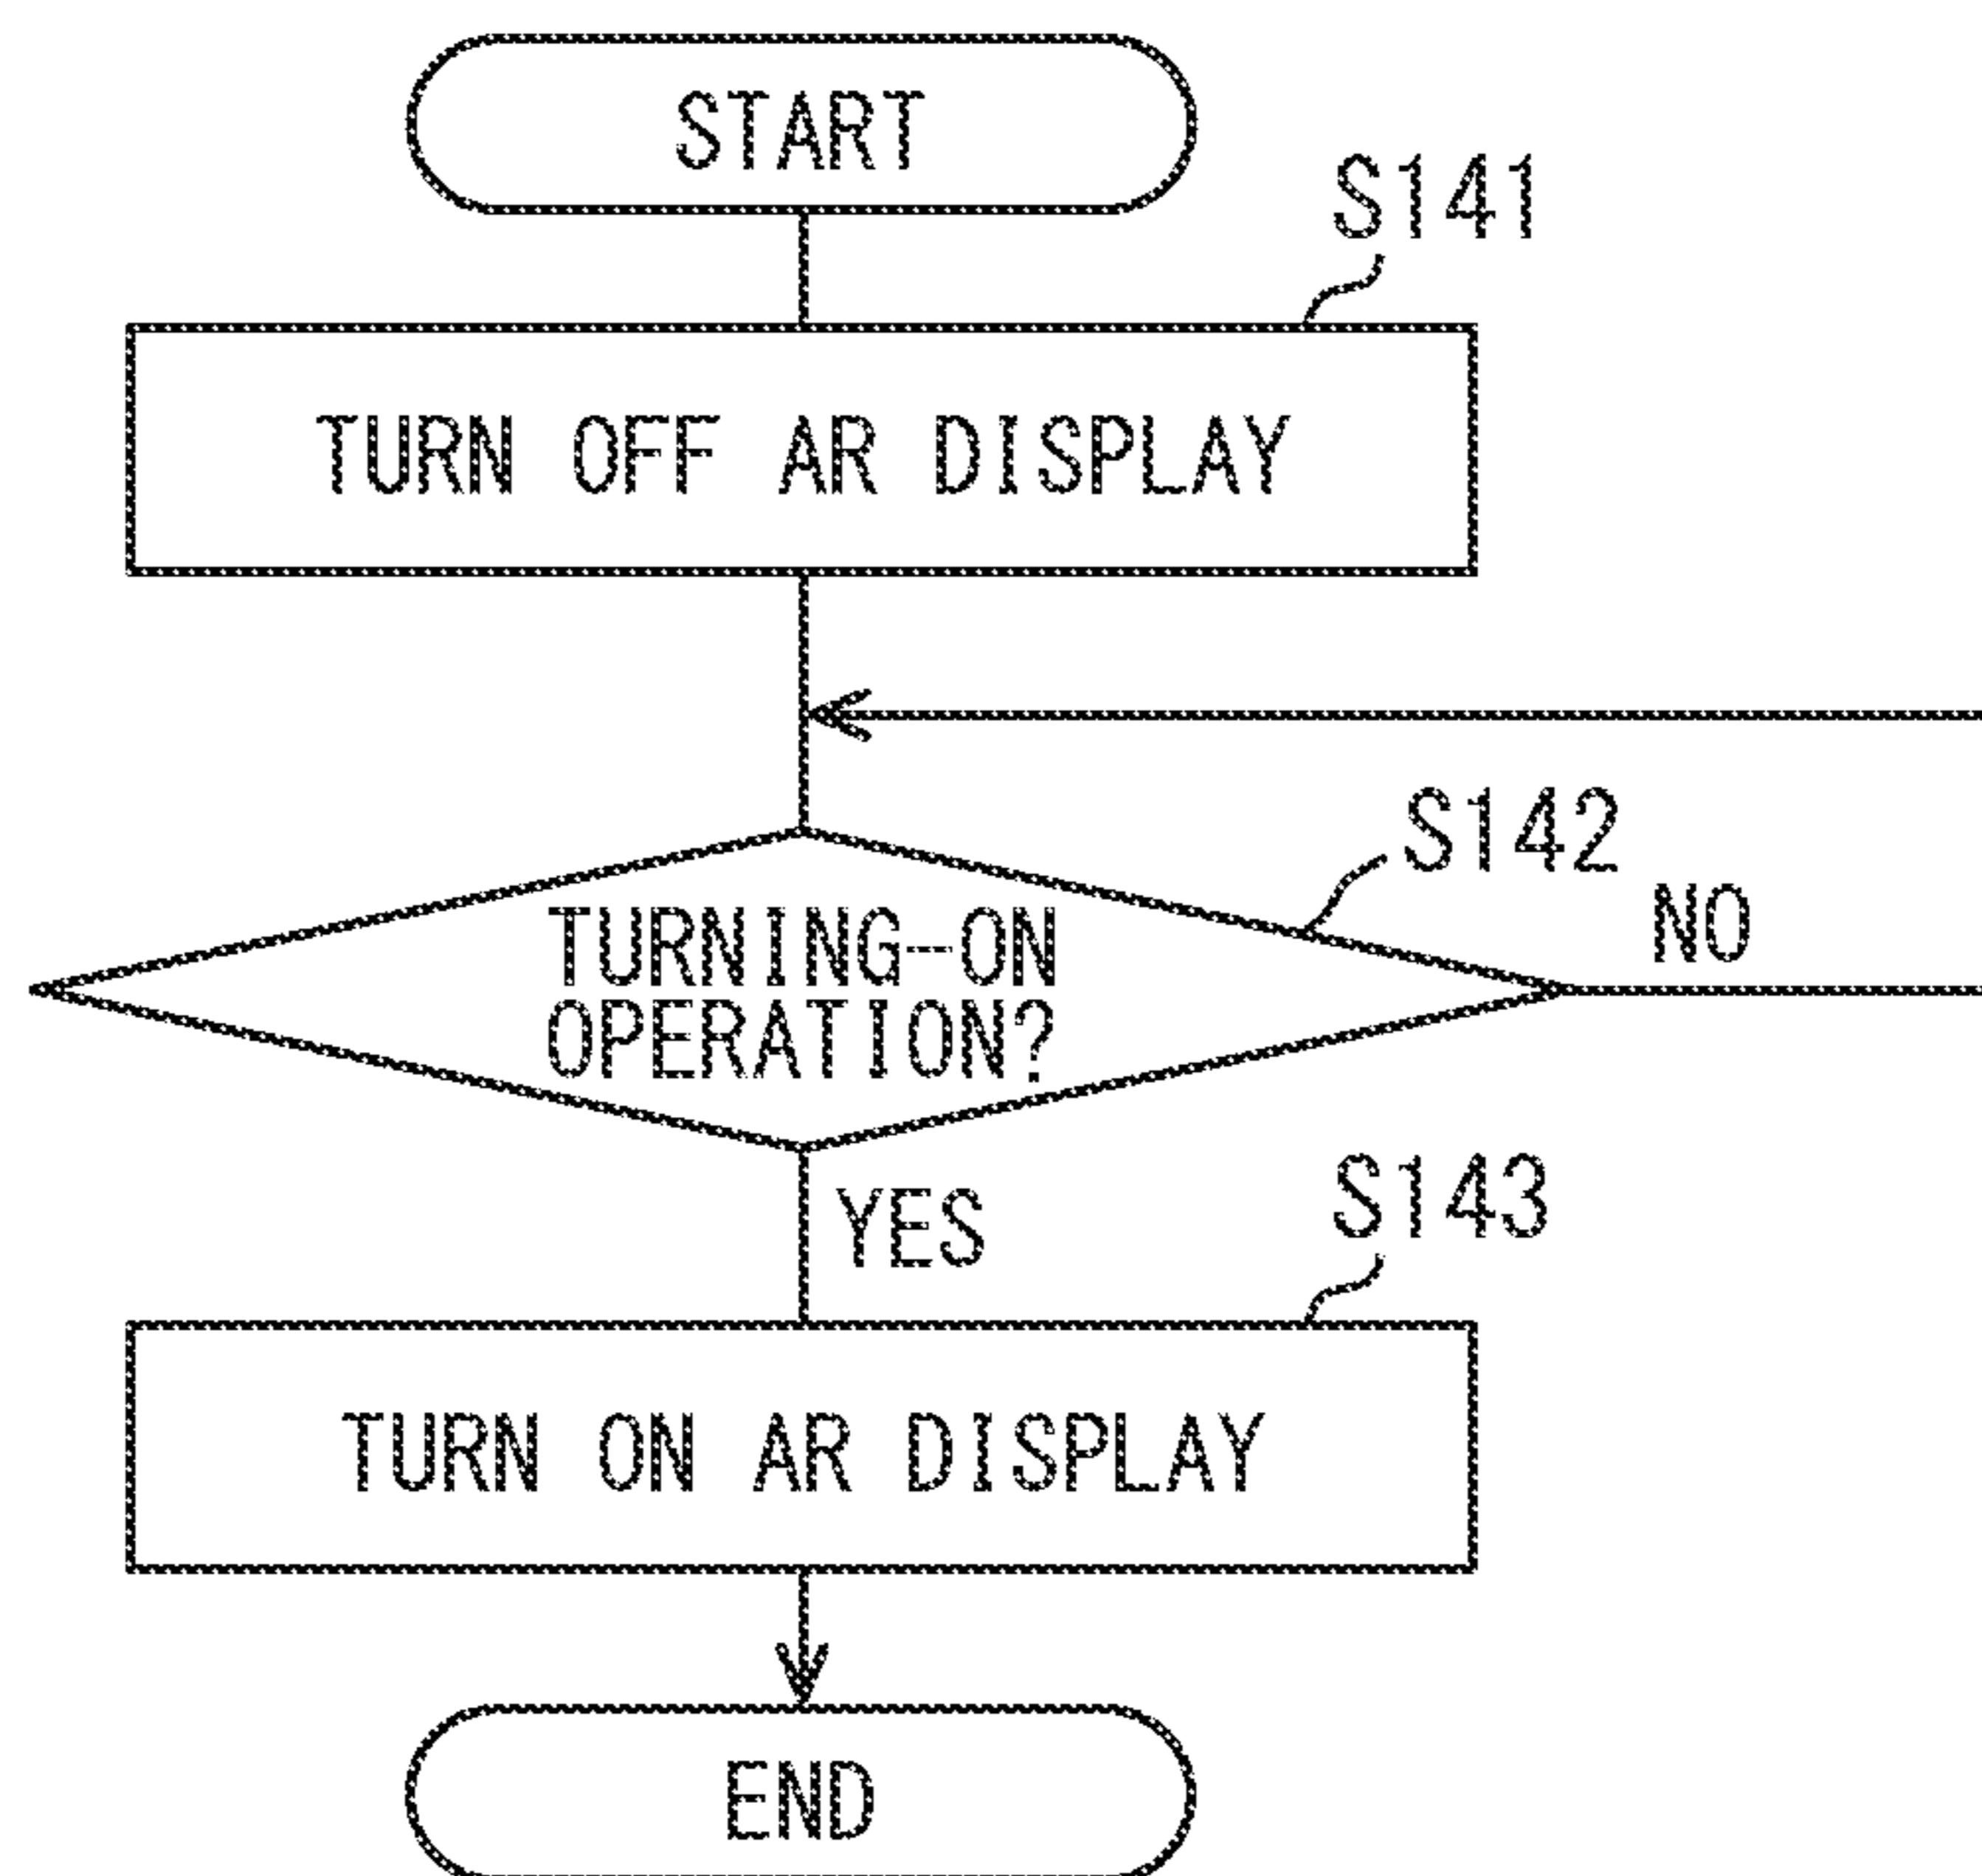 START
S141
TURN OFF AR DISPLAY
S142
NO
TURNING-ON
OPERATION?
YES
S143
TURN ON AR DISPLAY
END